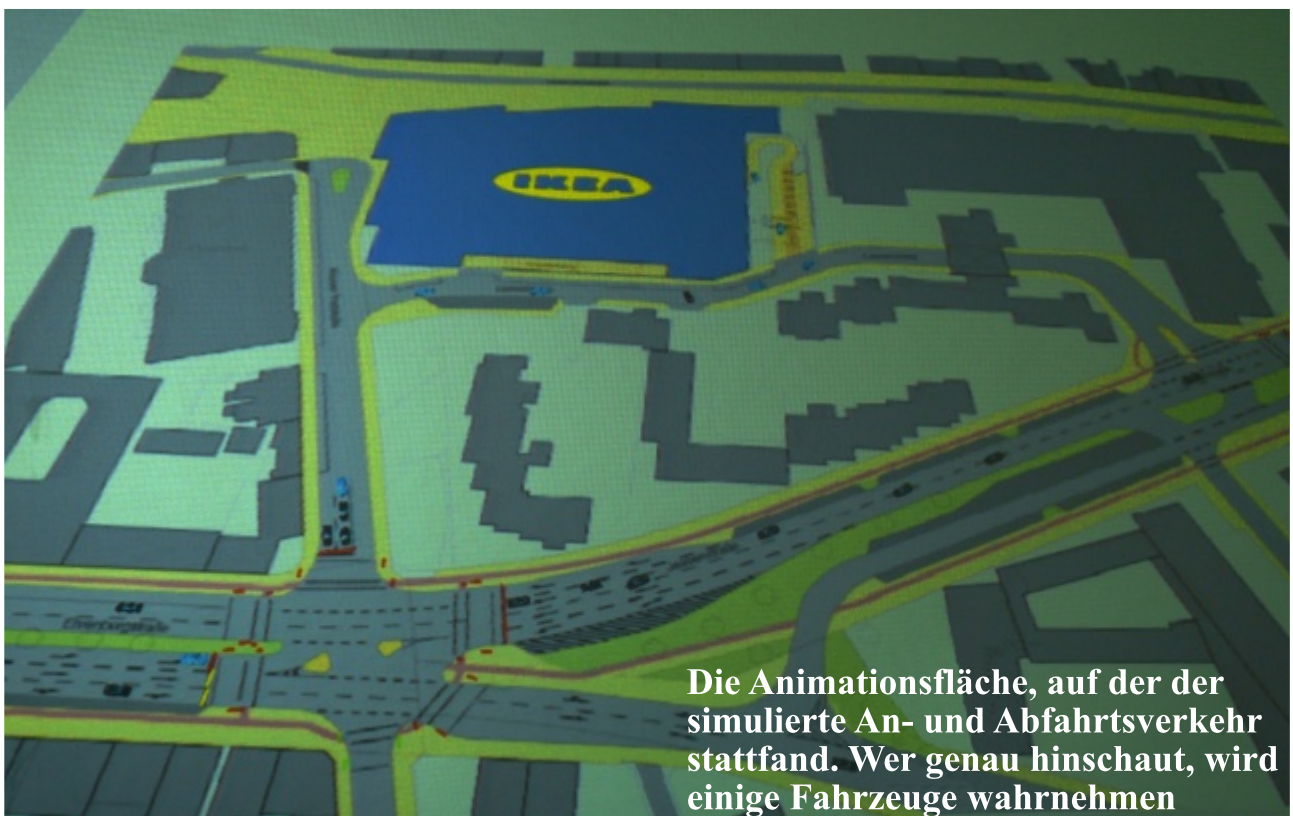 IKEA
Die Animationsfläche, auf der der
simulierte An- und Abfahrtsverkehr
stattfand. Wer genau hinschaut, wird
einige Fahrzeuge wahrnehmen